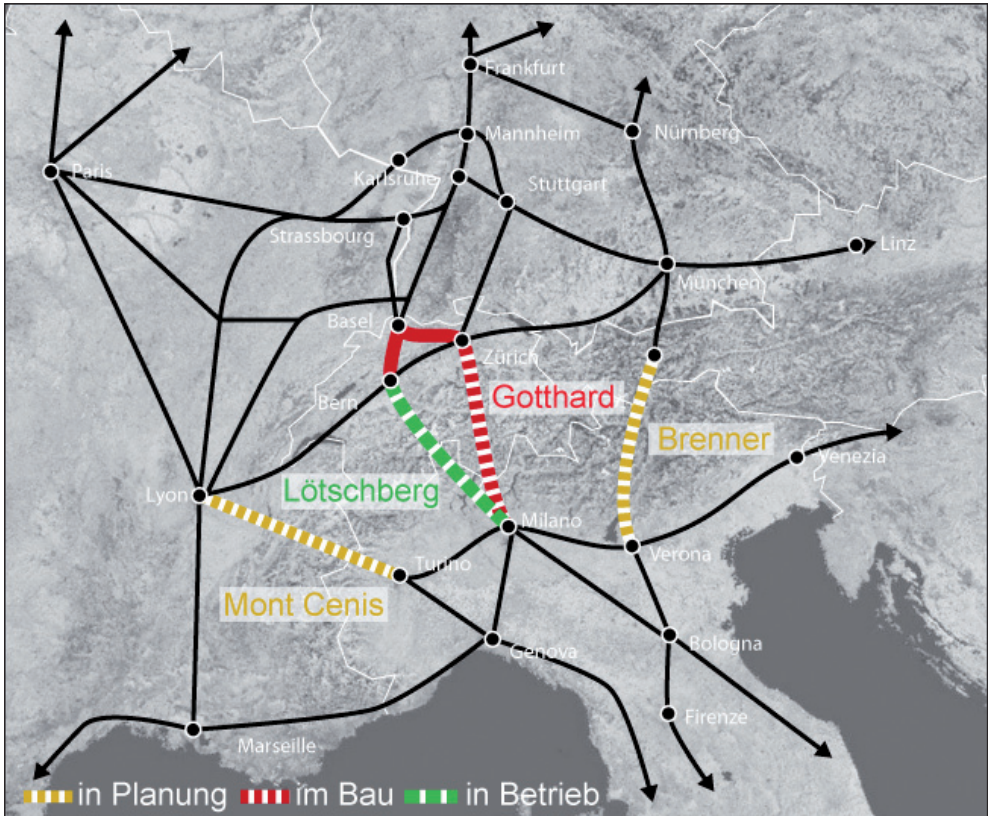 Frankfurt
Mannheim
Nürnberg
Paris
Karlsruhe
Stuttgart
Strassbourg
Linz
München
Basel
Zürich
Bern
Gotthard
Brenner
Venezia
Lötschberg
Lyon
Milano
Verona
Turino
Mont Cenis
Genova
Bologna
Firenze
Marseille
in Planung im Bau in Betrieb